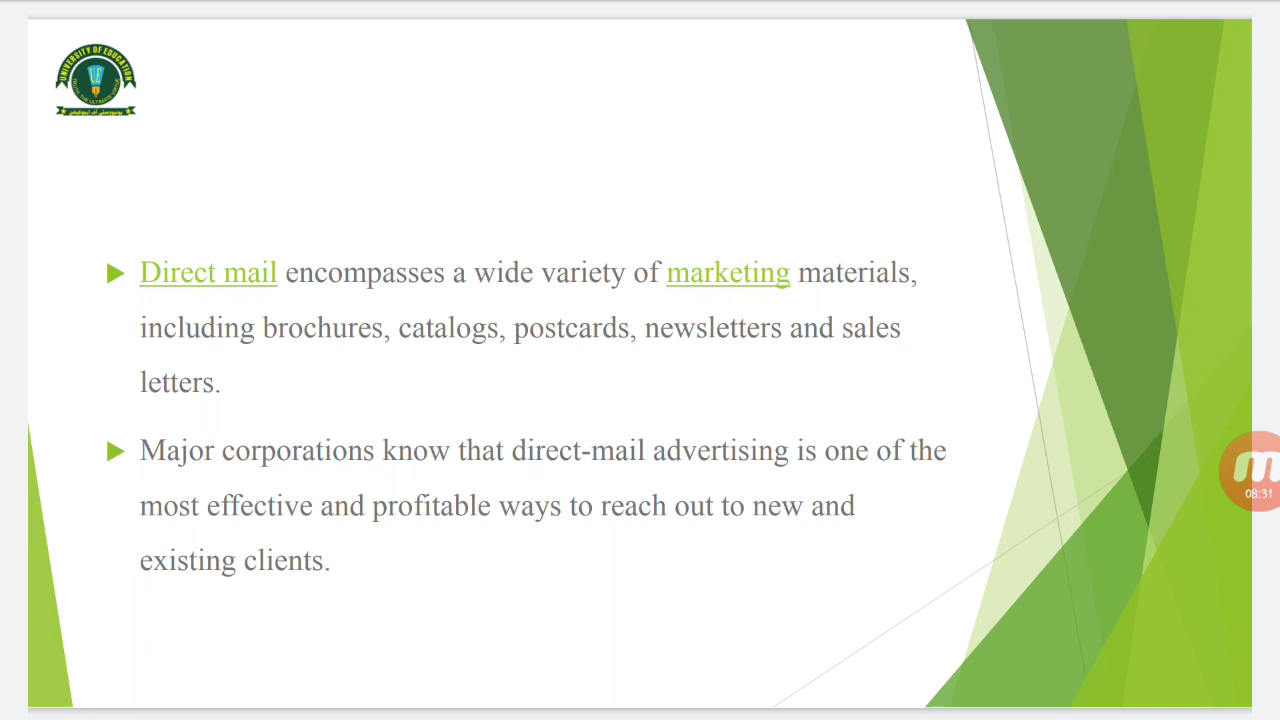 UNIVERSITY OF EDUCATION
Direct mail encompasses a wide variety of marketing materials,
including brochures, catalogs, postcards, newsletters and sales
letters.
Major corporations know that direct-mail advertising is one of the
most effective and profitable ways to reach out to new and
existing clients.
08:31